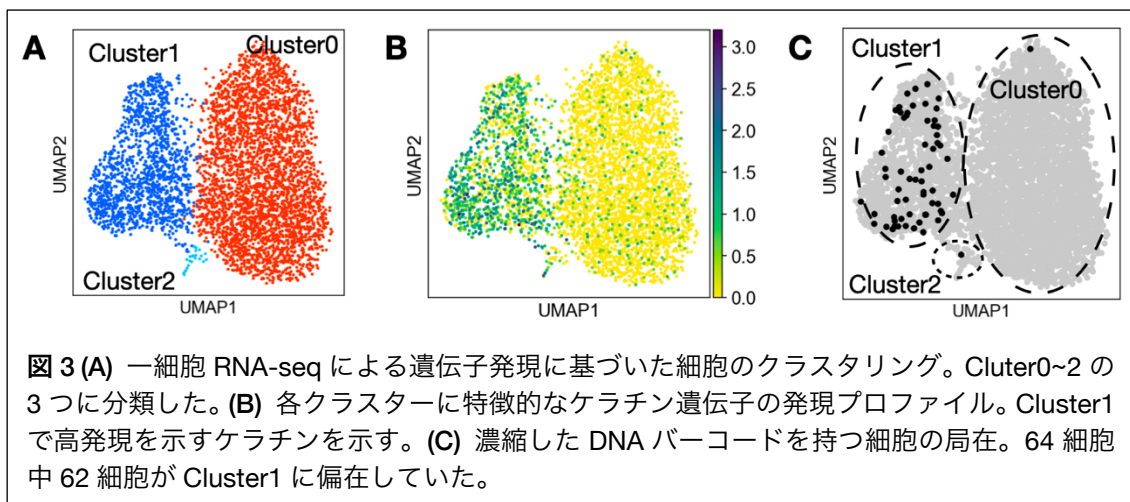 A
Cluster1
Cluster0
Cluster2
UMAP2
UMAP1
B
UMAP2
UMAP1
3.0
2.5
2.0
1.5
1.0
0.5
0.0
C
Cluster1
Cluster0
Cluster2
UMAP2
UMAP1
図 3 (A) 一細胞 RNA-seq による遺伝子発現に基づいた細胞のクラスタリング。Cluter0~2 の
3 つに分類した。(B) 各クラスターに特徴的なケラチン遺伝子の発現プロファイル。Cluster1
で高発現を示すケラチンを示す。(C) 濃縮した DNA バーコードを持つ細胞の局在。64 細胞
中 62 細胞が Cluster1 に偏在していた。